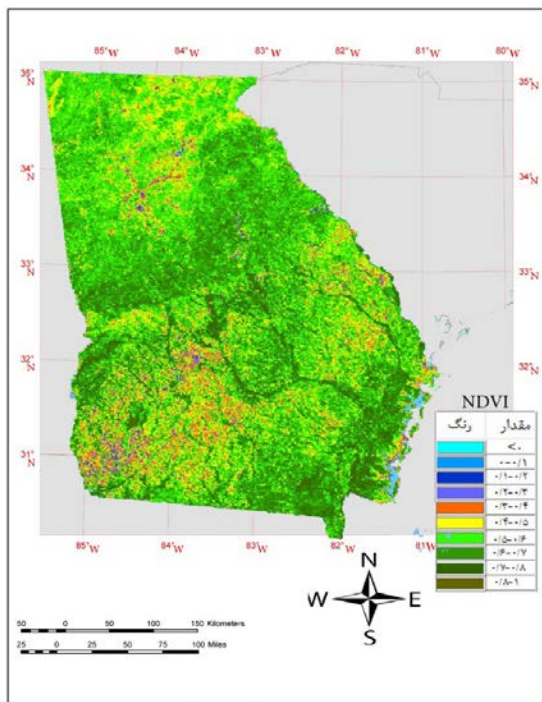 85°W 84°W 83°W 82°W 81°W 80°W
35°N 35°N
34°N 34°N
33°N 33°N
32°N 32°N
31°N
85°W 84°W 83°W 82°W 81°W
NDVI
رنگ مقدار
<۰
۰-۰/۱
۰/۱-۰/۲
۰/۲-۰/۳
۰/۳-۰/۴
۰/۴-۰/۵
۰/۵-۰/۶
۰/۶-۰/۷
۰/۷-۰/۸
۰/۸-۱
N
W E
S
50 0 50 100 150 Kilometers
25 0 25 50 75 100 Miles